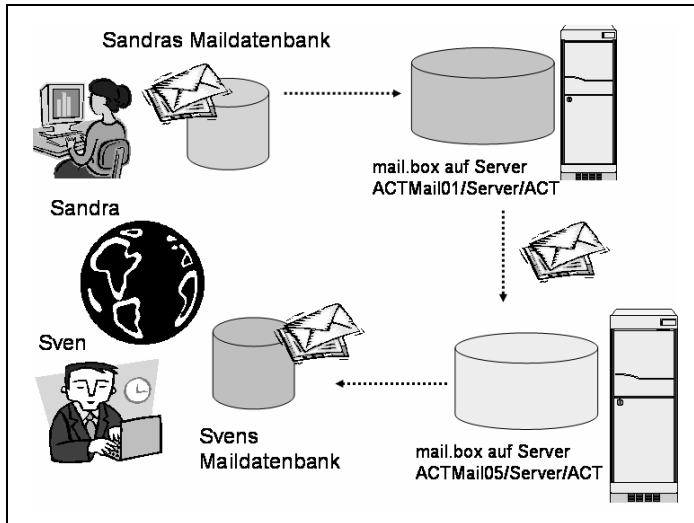 Sandras Maildatenbank
mail.box auf Server
ACTMail01/Server/ACT
Sandra
Sven
Svens
Maildatenbank
mail.box auf Server
ACTMail05/Server/ACT